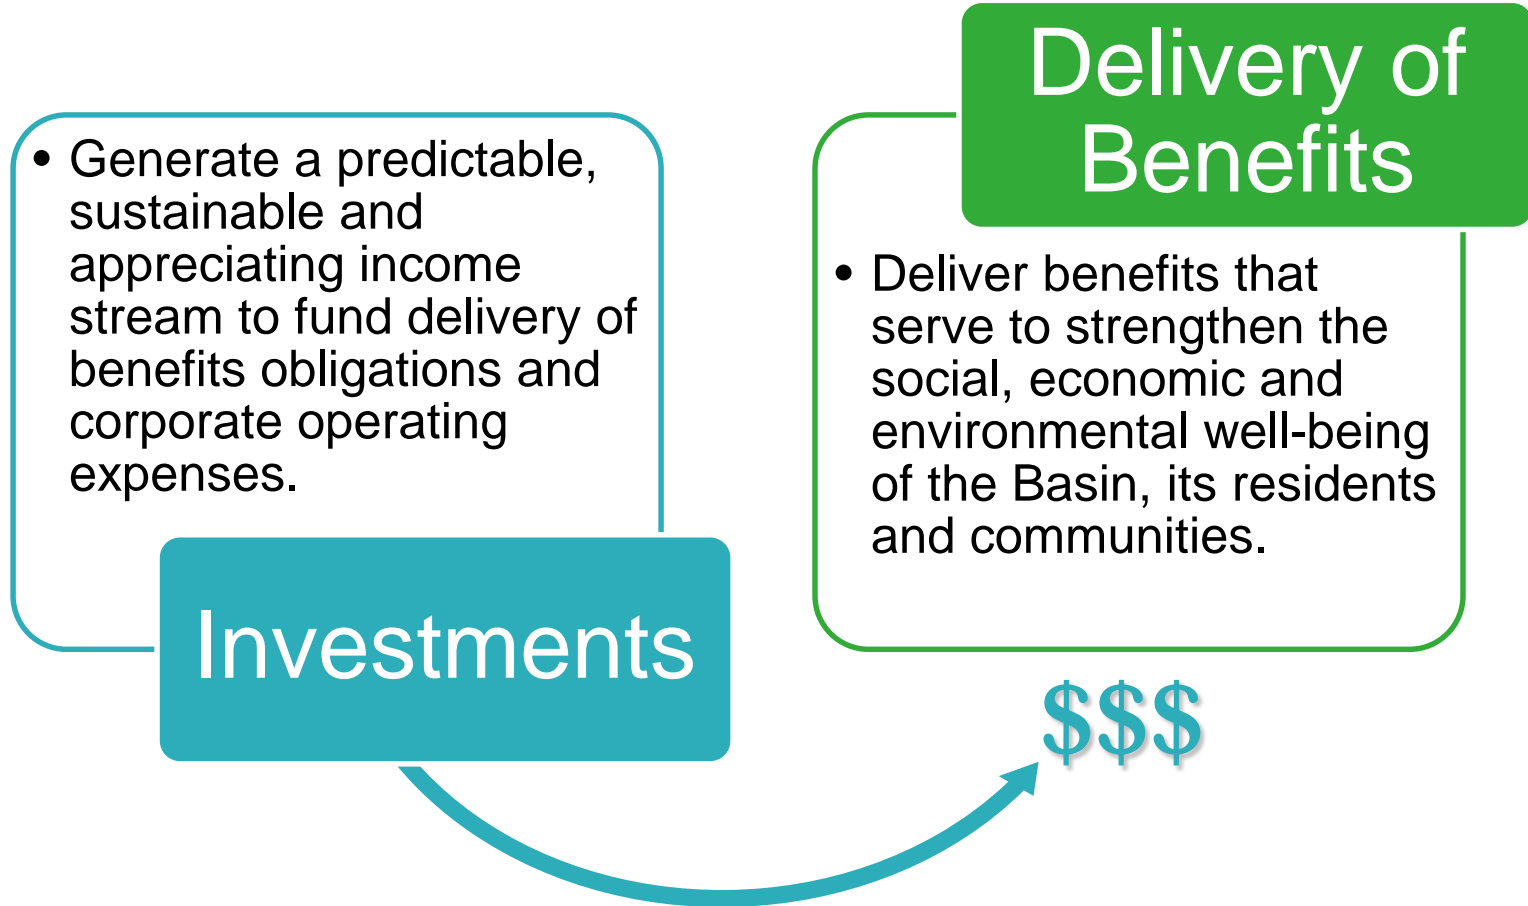 • Generate a predictable,
sustainable and
appreciating income
stream to fund delivery of
benefits obligations and
corporate operating
expenses.
Investments
Delivery of
Benefits
• Deliver benefits that
serve to strengthen the
social, economic and
environmental well-being
of the Basin, its residents
and communities.
$$$